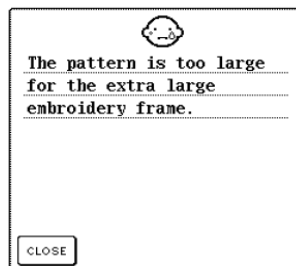 The pattern is too large
for the extra large
embroidery frame.
CLOSE